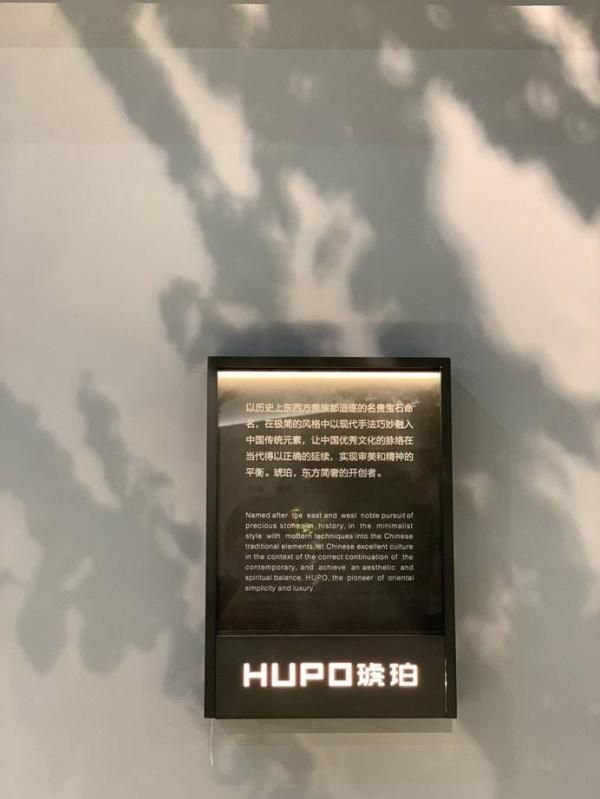 以历史上东西方贵族都追逐的名贵宝石命
名，在极简的风格中以现代手法巧妙融入
中国传统元素，让中国优秀文化的脉络在
当代得以正确的延续，实现审美和精神的
平衡。琥珀，东方简奢的开创者。
Named after the east and west noble pursuit of
precious stones in history, in the minimalist
style with modern techniques into the Chinese
traditional elements,let Chinese excellent culture
in the context of the correct continuation of the
contemporary, and achieve an aesthetic and
spiritual balance, HUPO, the pioneer of oriental
simplicity and luxury.
HUPO琥珀